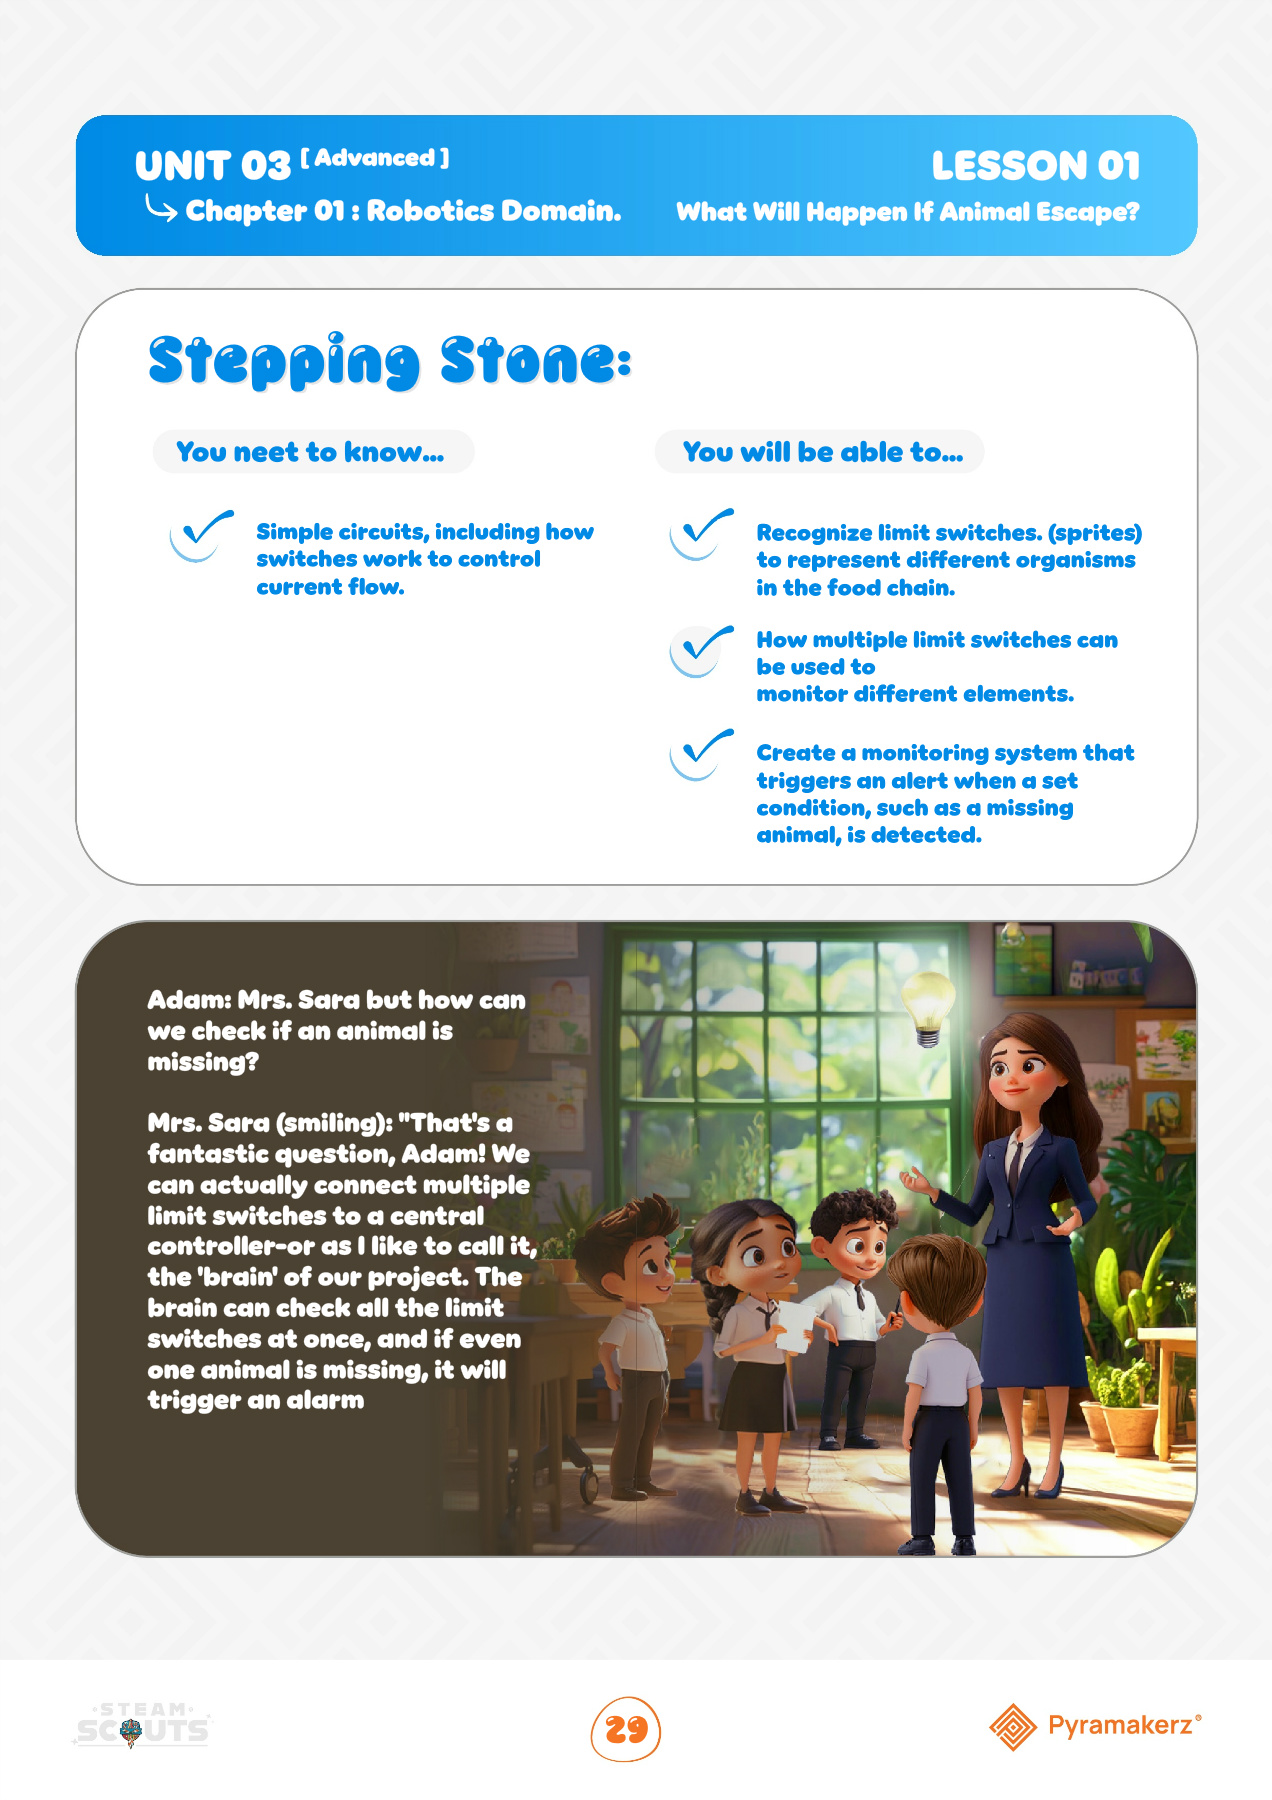 UNIT 03 [ Advanced ]
Chapter 01 : Robotics Domain.
LESSON 01
What Will Happen If Animal Escape?
Stepping Stone:
You neet to know...
Simple circuits, including how
switches work to control
current flow.
You will be able to...
Recognize limit switches. (sprites)
to represent different organisms
in the food chain.
How multiple limit switches can
be used to
monitor different elements.
Create a monitoring system that
triggers an alert when a set
condition, such as a missing
animal, is detected.
Adam: Mrs. Sara but how can
we check if an animal is
missing?
Mrs. Sara (smiling): "That's a
fantastic question, Adam! We
can actually connect multiple
limit switches to a central
controller-or as I like to call it,
the 'brain' of our project. The
brain can check all the limit
switches at once, and if even
one animal is missing, it will
trigger an alarm
STEAM
SCOUTS
29
Pyramakerz®